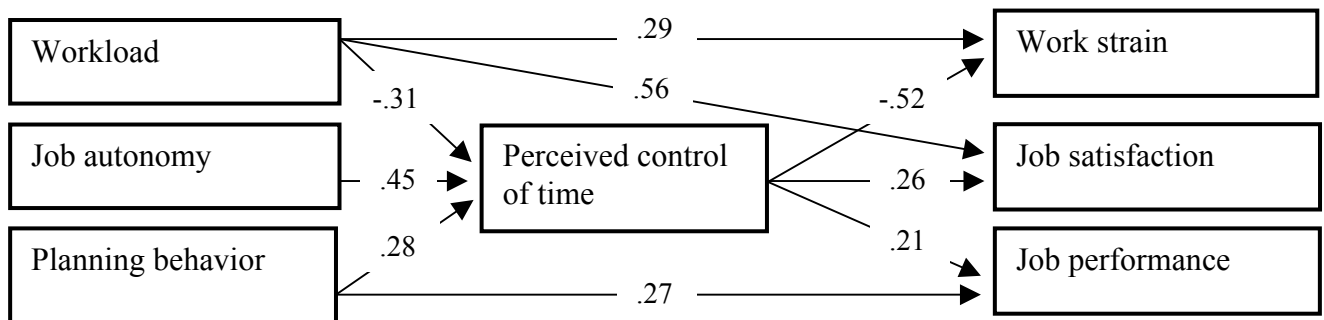 Workload
.29
Work strain
-.31
.56
-.52
Job autonomy
.45
Perceived control
of time
.26
Job satisfaction
Planning behavior
.28
.21
Job performance
.27